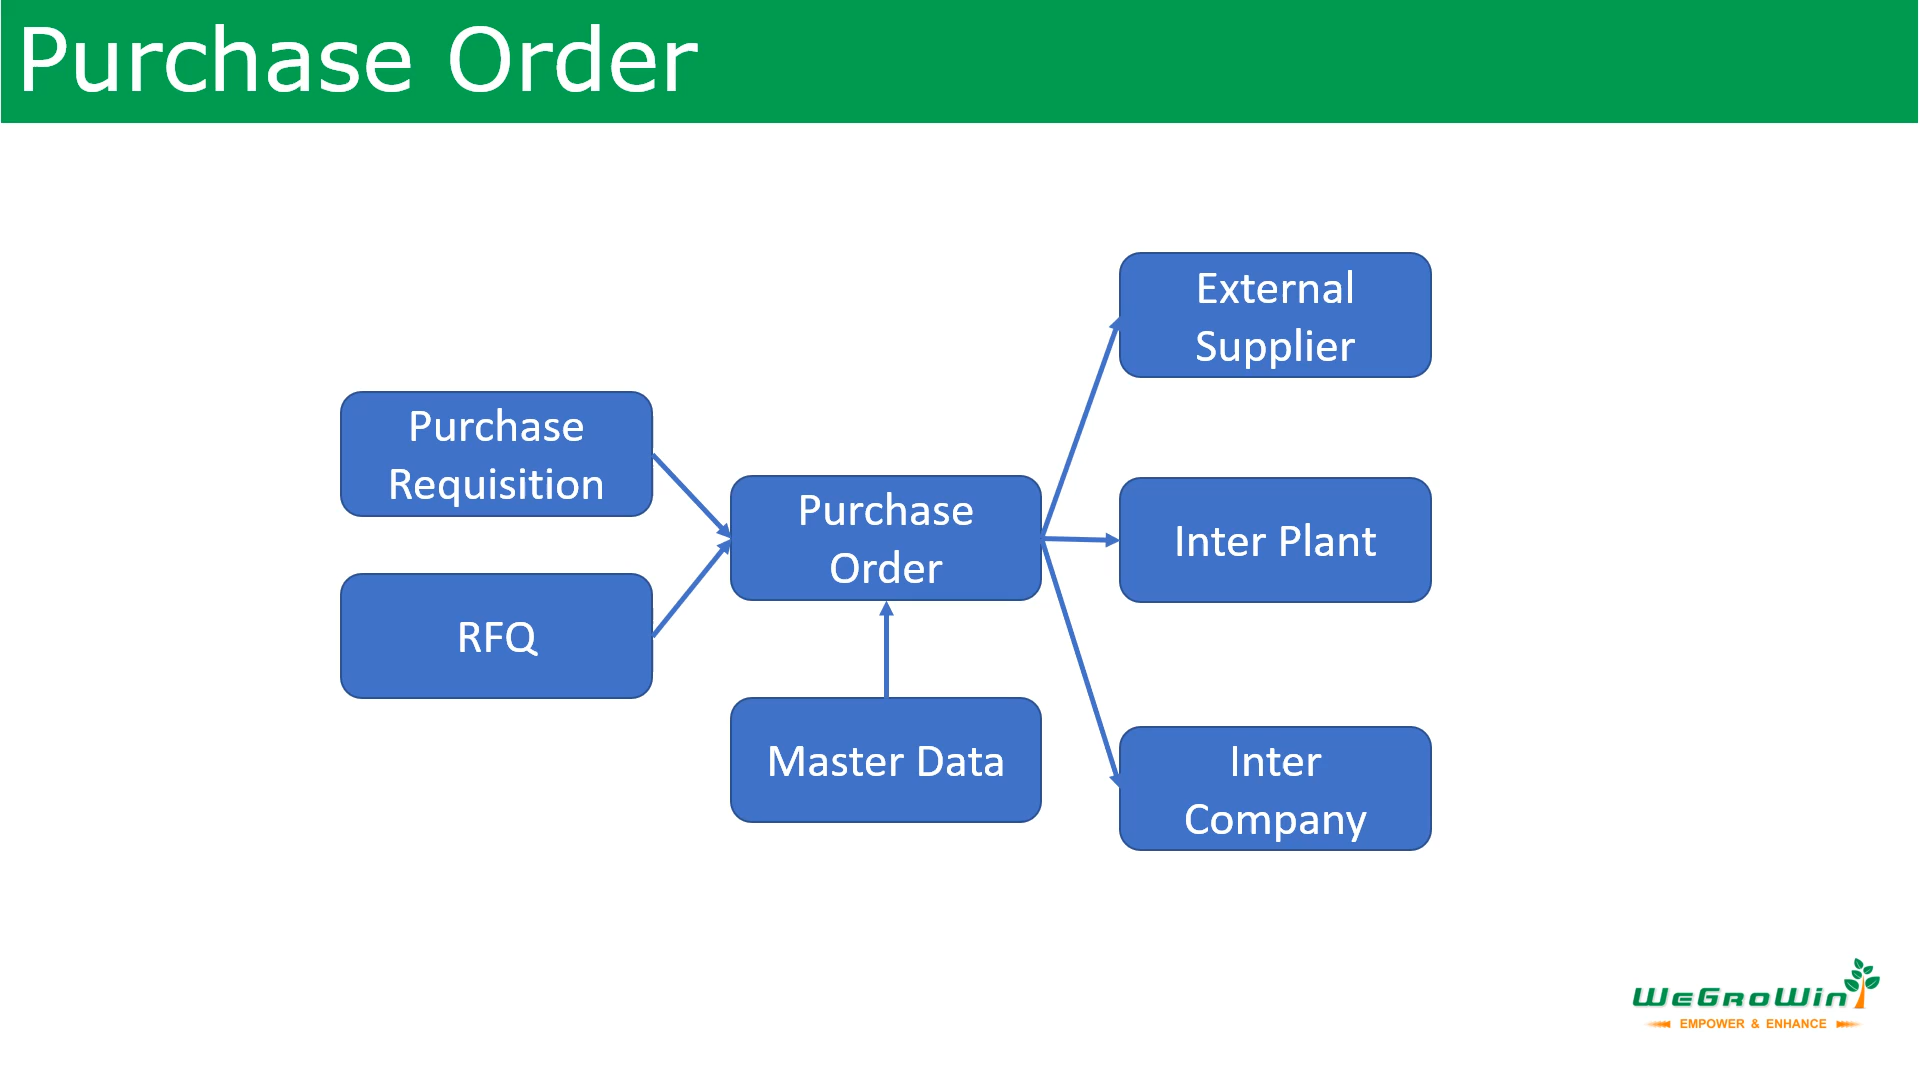 Purchase Order
External
Supplier
Purchase
Requisition
Purchase
Order
Inter Plant
RFQ
Master Data
Inter
Company
WeGroWin
EMPOWER & ENHANCE